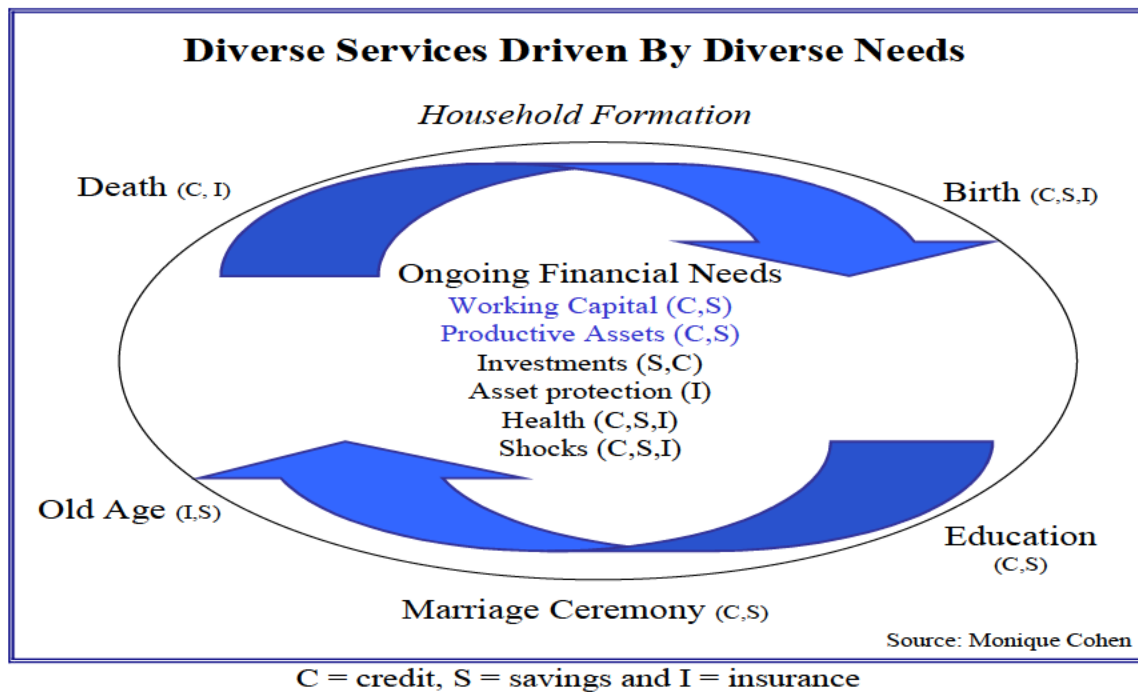 Diverse Services Driven By Diverse Needs
Household Formation
Death (C, I)
Birth (C,S,I)
Ongoing Financial Needs
Working Capital (C,S)
Productive Assets (C,S)
Investments (S,C)
Asset protection (I)
Health (C,S,I)
Shocks (C,S,I)
Old Age (I,S)
Education
(C,S)
Marriage Ceremony (C,S)
Source: Monique Cohen
C = credit, S = savings and I = insurance